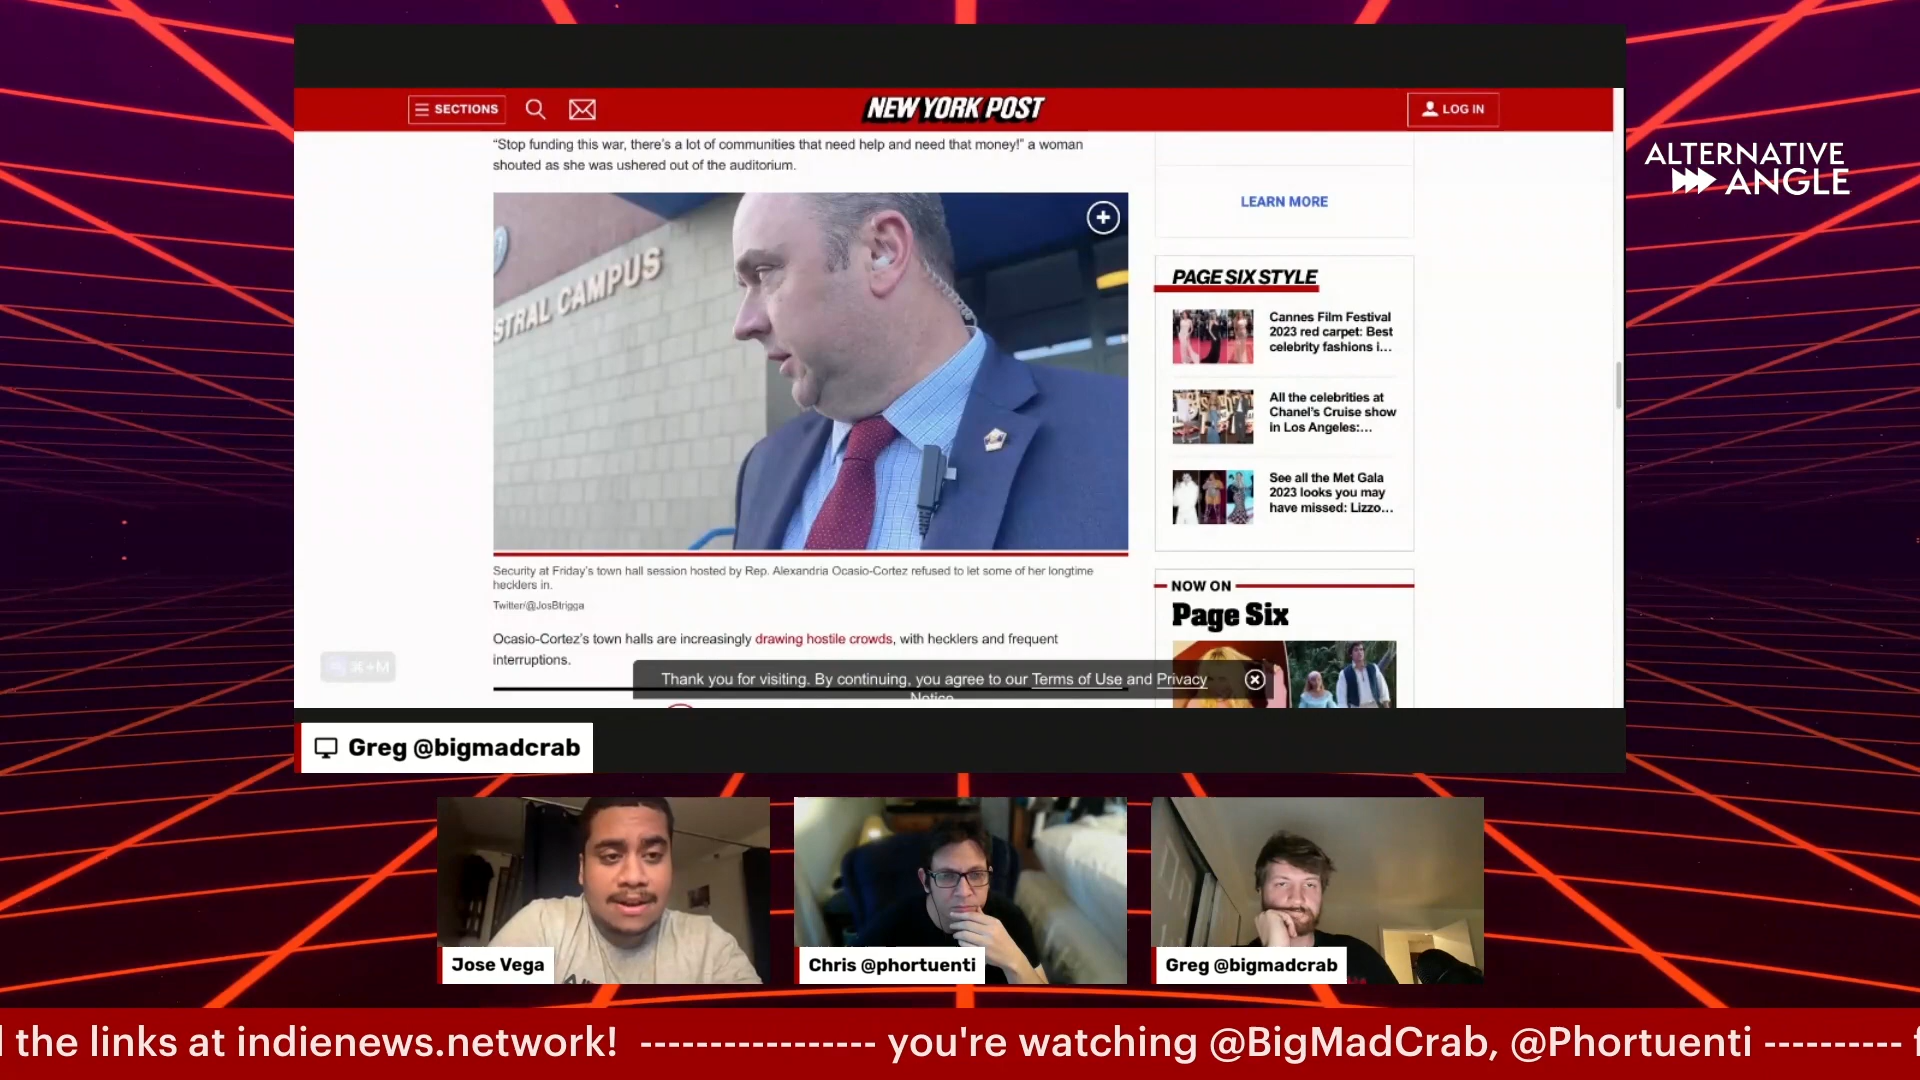 SECTIONS
NEW YORK POST
LOG IN
ALTERNATIVE
ANGLE
“Stop funding this war, there’s a lot of communities that need help and need that money!” a woman
shouted as she was ushered out of the auditorium.
STRAL CAMPUS
Security at Friday’s town hall session hosted by Rep. Alexandria Ocasio-Cortez refused to let some of her longtime
hecklers in.
Twitter/@JosBtrigga
Ocasio-Cortez’s town halls are increasingly drawing hostile crowds, with hecklers and frequent
interruptions.
LEARN MORE
PAGE SIX STYLE
Cannes Film Festival
2023 red carpet: Best
celebrity fashions i...
All the celebrities at
Chanel’s Cruise show
in Los Angeles:...
See all the Met Gala
2023 looks you may
have missed: Lizzo...
NOW ON
Page Six
⌘+M
Thank you for visiting. By continuing, you agree to our Terms of Use and Privacy
Notice
Greg @bigmadcrab
Jose Vega
Chris @phortuenti
Greg @bigmadcrab
the links at indienews.network! ----------------- you're watching @BigMadCrab, @Phortuenti ----------